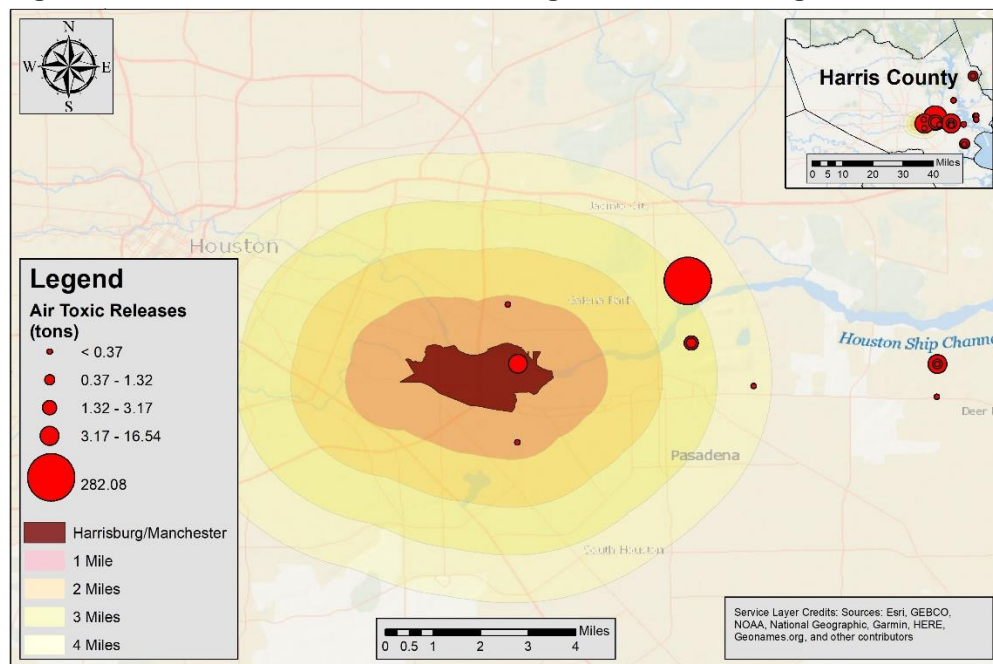 N
W E
S
Harris County
Miles
0 5 10 20 30 40
Jacinto City
Houston
Galena Park
Houston Ship Chann
Deer
Pasadena
South Houston
Legend
Air Toxic Releases
(tons)
< 0.37
0.37 - 1.32
1.32 - 3.17
3.17 - 16.54
282.08
Harrisburg/Manchester
1 Mile
2 Miles
3 Miles
4 Miles
Miles
0 0.5 1 2 3 4
Service Layer Credits: Sources: Esri, GEBCO,
NOAA, National Geographic, Garmin, HERE,
Geonames.org, and other contributors